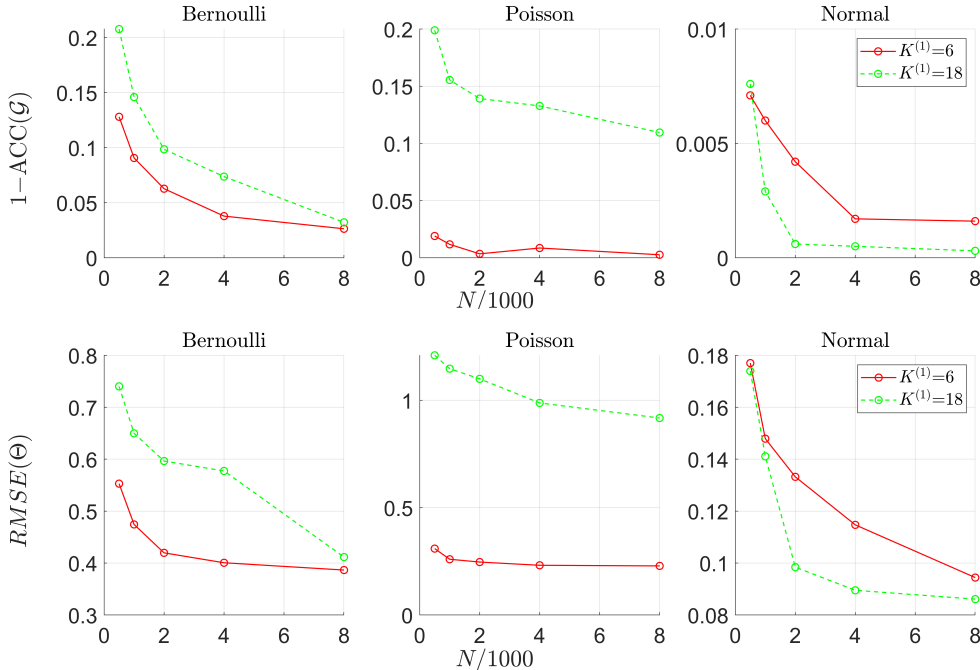 Bernoulli
Poisson
Normal
1−ACC(𝒢)
0.2
0.15
0.1
0.05
0
0 2 4 6 8
0.2
0.15
0.1
0.05
0
0 2 4 6 8
0.01
0.005
0
0 2 4 6 8
K⁽¹⁾=6
K⁽¹⁾=18
N/1000
Bernoulli
Poisson
Normal
RMSE(Θ)
0.8
0.7
0.6
0.5
0.4
0.3
0 2 4 6 8
1
0.5
0
0 2 4 6 8
0.18
0.16
0.14
0.12
0.1
0.08
0 2 4 6 8
K⁽¹⁾=6
K⁽¹⁾=18
N/1000